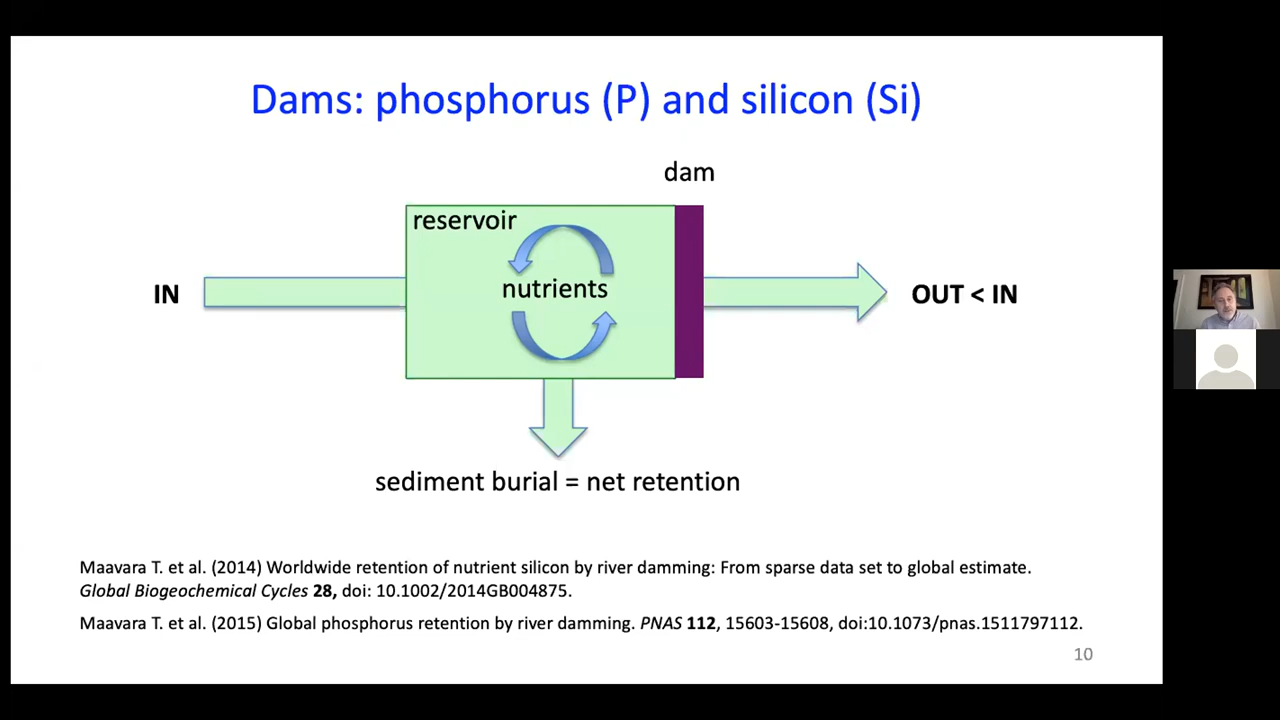 Dams: phosphorus (P) and silicon (Si)
dam
reservoir
nutrients
IN
OUT < IN
sediment burial = net retention
Maavara T. et al. (2014) Worldwide retention of nutrient silicon by river damming: From sparse data set to global estimate.
Global Biogeochemical Cycles 28, doi: 10.1002/2014GB004875.
Maavara T. et al. (2015) Global phosphorus retention by river damming. PNAS 112, 15603-15608, doi:10.1073/pnas.1511797112.
10